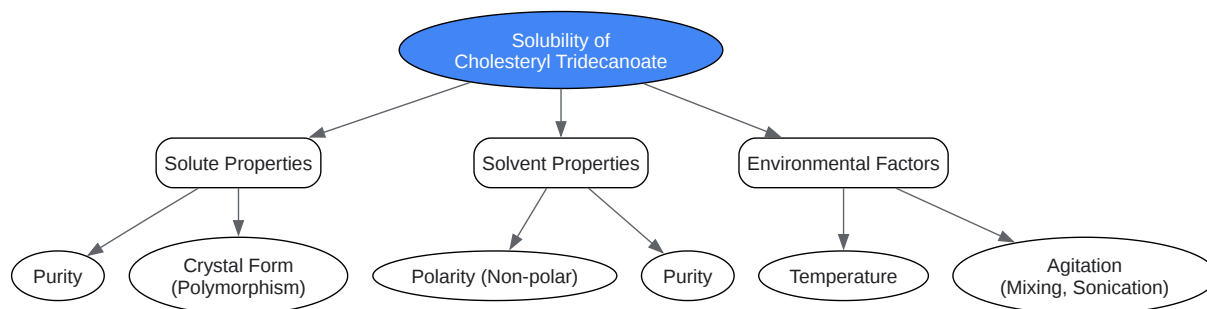 Solubility of
Cholesteryl Tridecanoate
Solute Properties
Solvent Properties
Environmental Factors
Purity
Crystal Form
(Polymorphism)
Polarity (Non-polar)
Purity
Temperature
Agitation
(Mixing, Sonication)